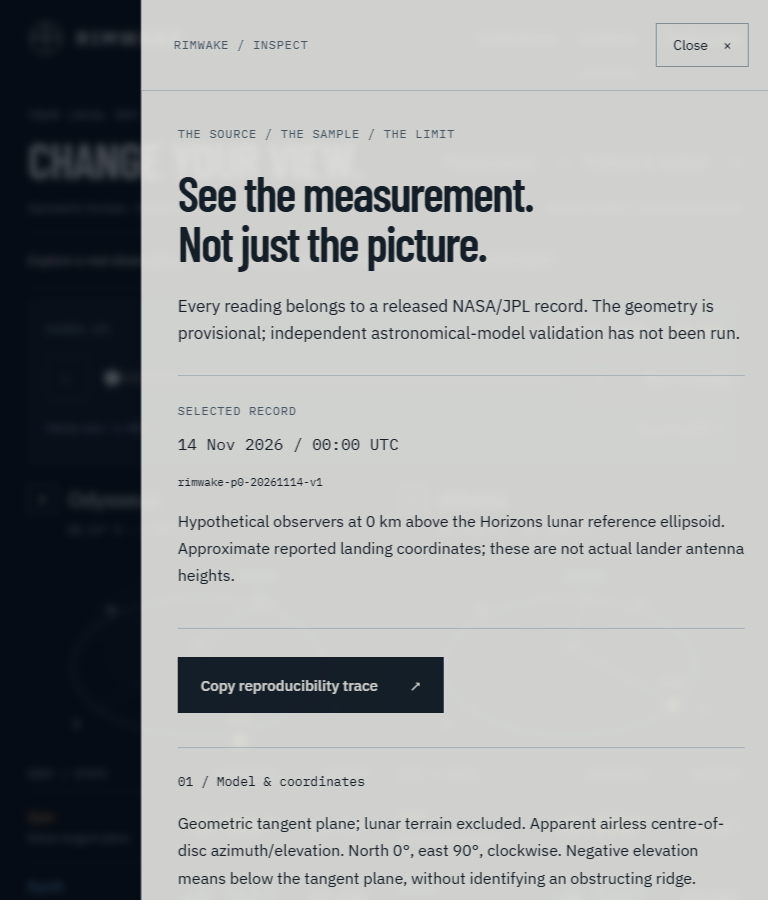 RIMWAKE / INSPECT
Close ×
THE SOURCE / THE SAMPLE / THE LIMIT
CHANGE YOUR VIEW.
See the measurement.
Not just the picture.
Every reading belongs to a released NASA/JPL record. The geometry is
provisional; independent astronomical-model validation has not been run.
SELECTED RECORD
14 Nov 2026 / 00:00 UTC
rimwake-p0-20261114-v1
Hypothetical observers at 0 km above the Horizons lunar reference ellipsoid.
Approximate reported landing coordinates; these are not actual lander antenna
heights.
Copy reproducibility trace ↗
01 / Model & coordinates
Geometric tangent plane; lunar terrain excluded. Apparent airless centre-of-
disc azimuth/elevation. North 0°, east 90°, clockwise. Negative elevation
means below the tangent plane, without identifying an obstructing ridge.